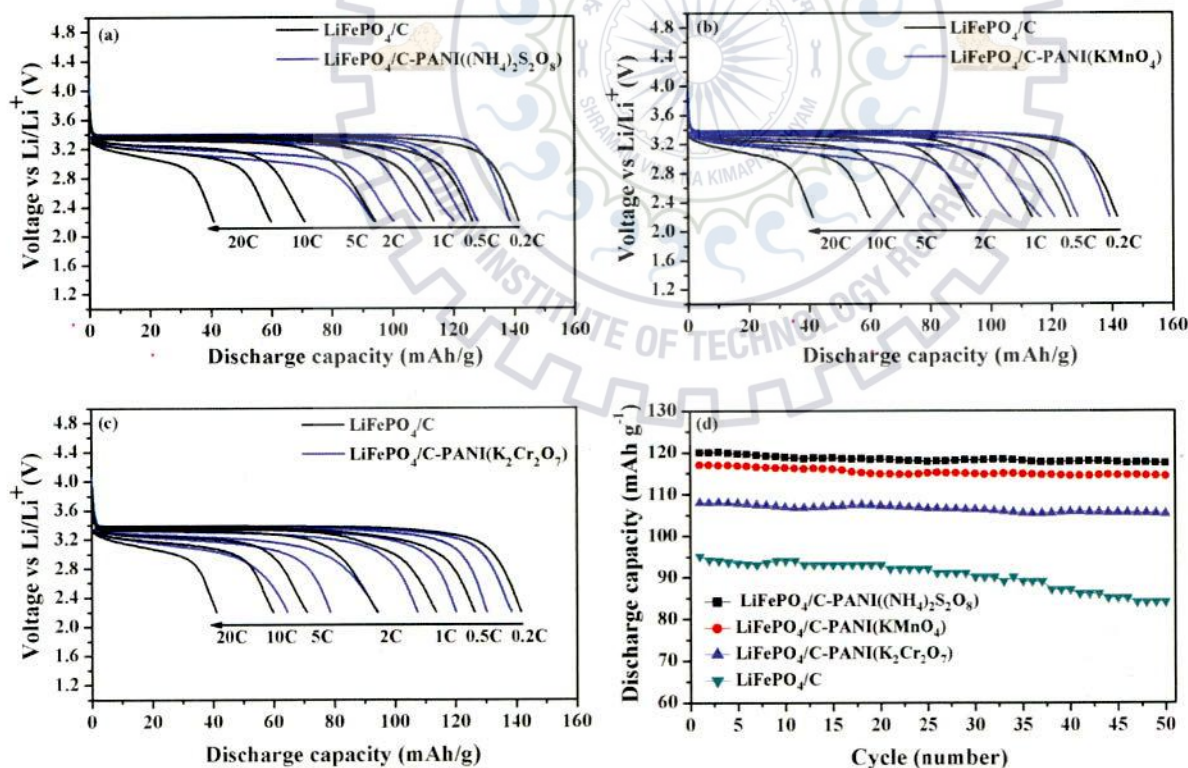 (a)
LiFePO₄/C
LiFePO₄/C-PANI((NH₄)₂S₂O₈)
4.8
4.2
3.6
3.2
2.8
2.4
2.0
1.6
1.2
Voltage vs Li/Li⁺(V)
20C 10C 5C 2C 1C 0.5C 0.2C
0 20 40 60 80 100 120 140 160
Discharge capacity (mAh/g)
(b)
LiFePO₄/C
LiFePO₄/C-PANI(KMnO₄)
4.8
4.4
4.0
3.6
3.2
2.8
2.4
2.0
1.6
1.2
Voltage vs Li/Li⁺(V)
20C 10C 5C 2C 1C 0.5C 0.2C
0 20 40 60 80 100 120 140 160
Discharge capacity (mAh/g)
(c)
LiFePO₄/C
LiFePO₄/C-PANI(K₂Cr₂O₇)
4.8
4.4
4.0
3.6
3.2
2.8
2.4
2.0
1.6
1.2
Voltage vs Li/Li⁺(V)
20C 10C 5C 2C 1C 0.5C 0.2C
0 20 40 60 80 100 120 140 160
Discharge capacity (mAh/g)
(d)
130
120
110
100
90
80
70
60
Discharge capacity (mAh g⁻¹)
LiFePO₄/C-PANI((NH₄)₂S₂O₈)
LiFePO₄/C-PANI(KMnO₄)
LiFePO₄/C-PANI(K₂Cr₂O₇)
LiFePO₄/C
0 5 10 15 20 25 30 35 40 45 50
Cycle (number)
INSTITUTE OF TECHNOLOGY ROORKEE